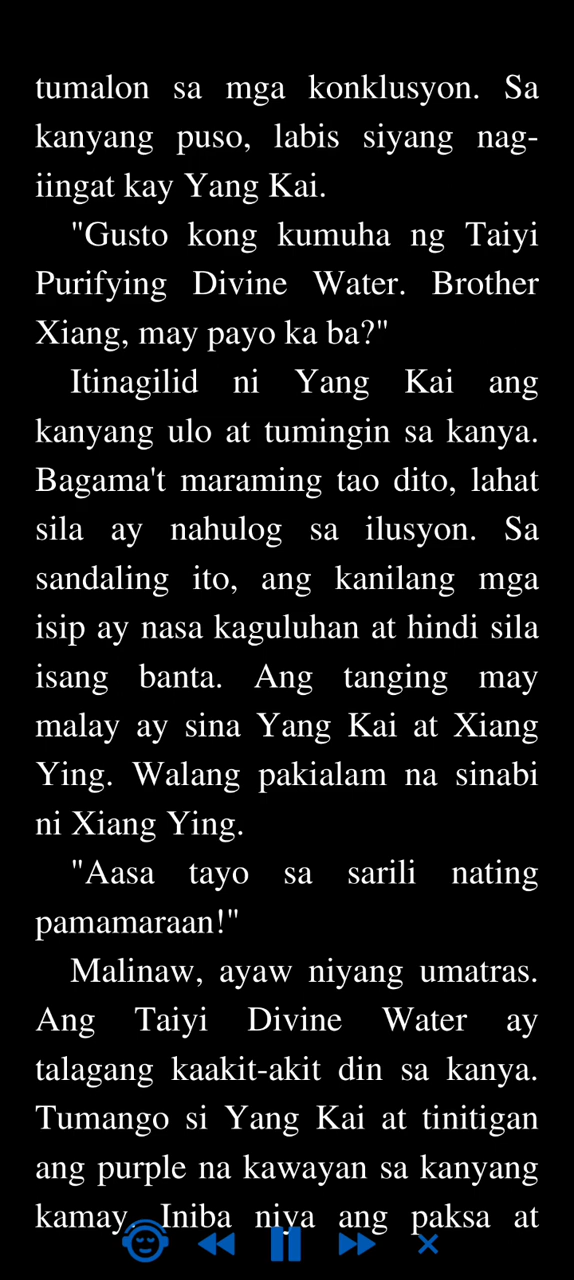 tumalon sa mga konklusyon. Sa
kanyang puso, labis siyang nag-
iingat kay Yang Kai.
"Gusto kong kumuha ng Taiyi
Purifying Divine Water. Brother
Xiang, may payo ka ba?"
Itinagilid ni Yang Kai ang
kanyang ulo at tumingin sa kanya.
Bagama't maraming tao dito, lahat
sila ay nahulog sa ilusyon. Sa
sandaling ito, ang kanilang mga
isip ay nasa kaguluhan at hindi sila
isang banta. Ang tanging may
malay ay sina Yang Kai at Xiang
Ying. Walang pakialam na sinabi
ni Xiang Ying.
"Aasa tayo sa sarili nating
pamamaraan!"
Malinaw, ayaw niyang umatras.
Ang Taiyi Divine Water ay
talagang kaakit-akit din sa kanya.
Tumango si Yang Kai at tinitigan
ang purple na kawayan sa kanyang
kamay. Iniba niya ang paksa at